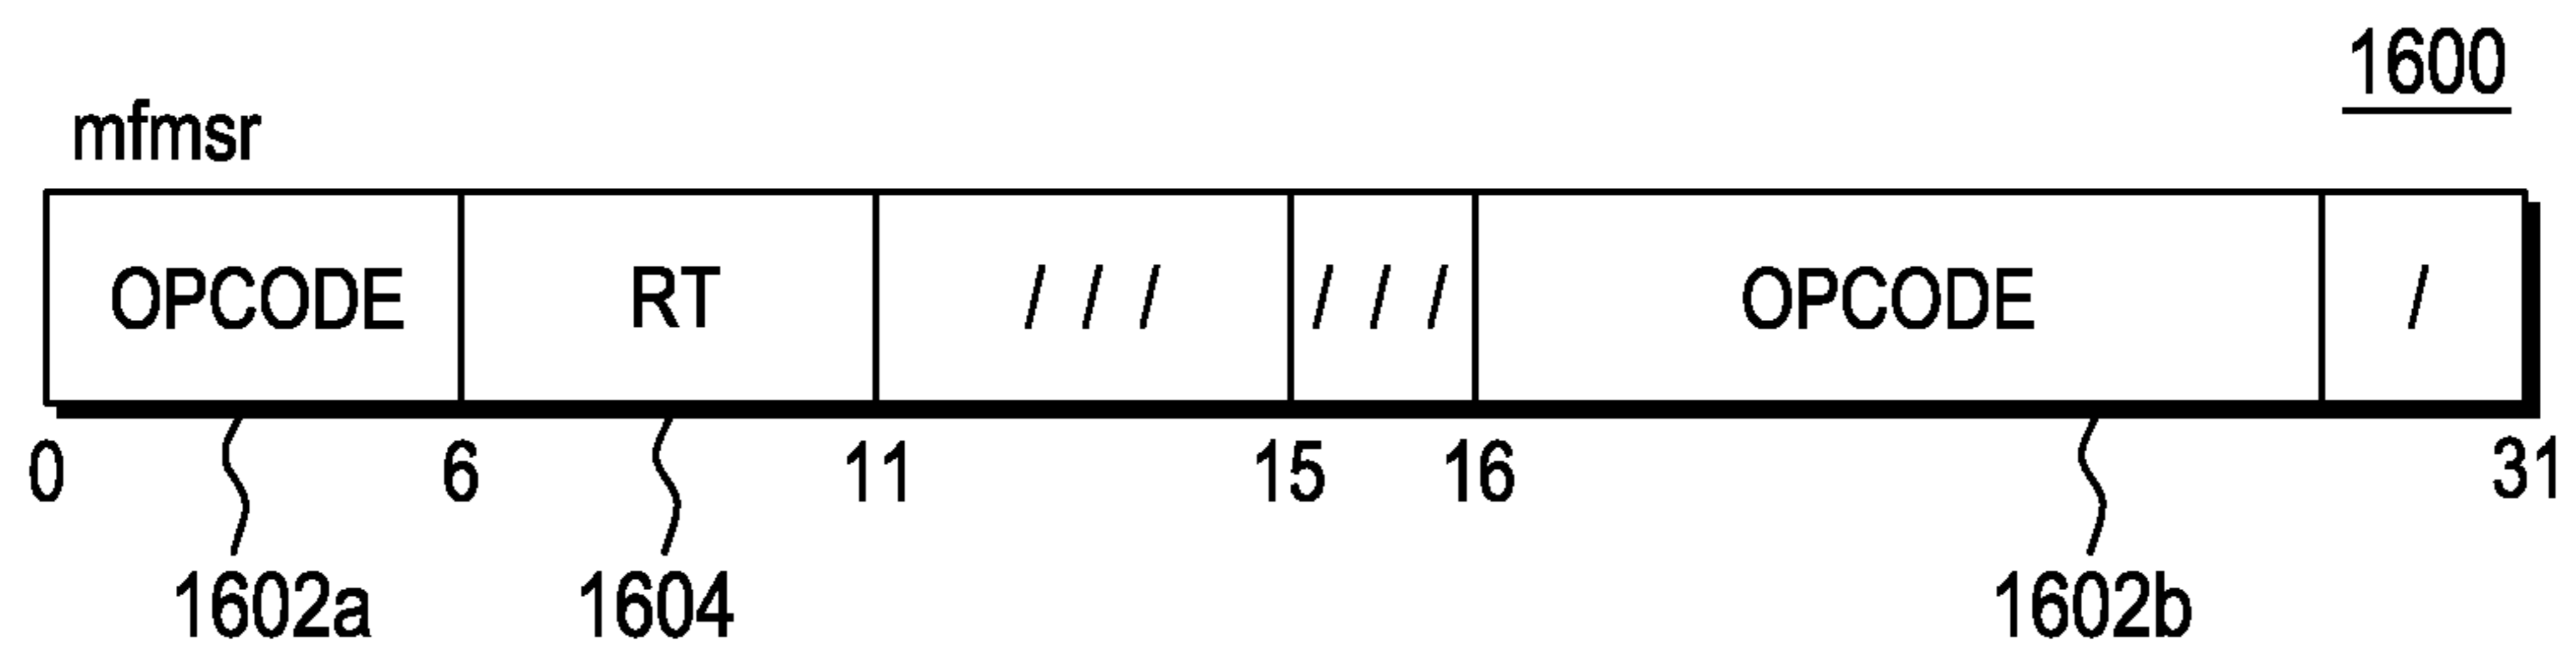 1600
mfmsr
OPCODE RT / / / / / / OPCODE /
0 6 11 15 16 31
1602a 1604 1602b